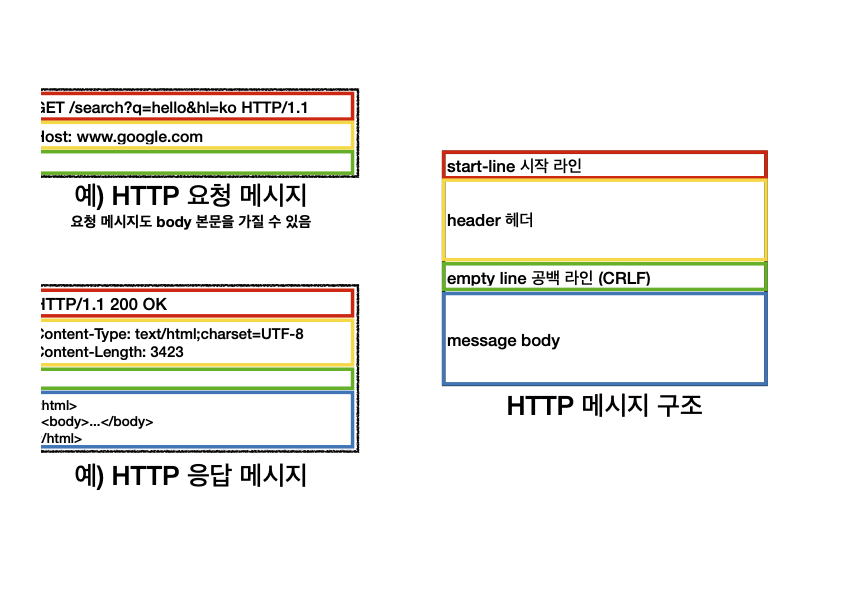 GET /search?q=hello&hl=ko HTTP/1.1
Host: www.google.com
예) HTTP 요청 메시지
요청 메시지도 body 본문을 가질 수 있음
HTTP/1.1 200 OK
Content-Type: text/html;charset=UTF-8
Content-Length: 3423
html>
<body>...</body>
/html>
예) HTTP 응답 메시지
start-line 시작 라인
header 헤더
empty line 공백 라인 (CRLF)
message body
HTTP 메시지 구조